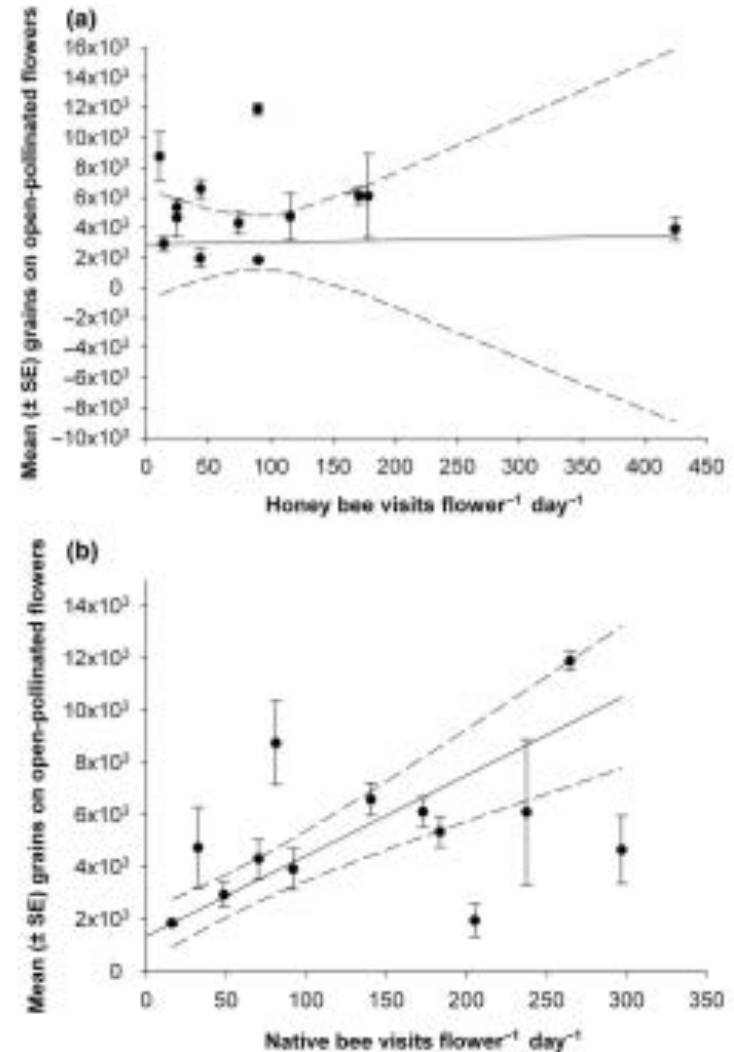 (a)
Mean (± SE) grains on open-pollinated flowers
16x10³
14x10³
12x10³
10x10³
8x10³
6x10³
4x10³
2x10³
0
−2x10³
−4x10³
−6x10³
−8x10³
−10x10³
0 50 100 150 200 250 300 350 400 450
Honey bee visits flower⁻¹ day⁻¹
(b)
Mean (± SE) grains on open-pollinated flowers
14x10³
12x10³
10x10³
8x10³
6x10³
4x10³
2x10³
0
0 50 100 150 200 250 300 350
Native bee visits flower⁻¹ day⁻¹